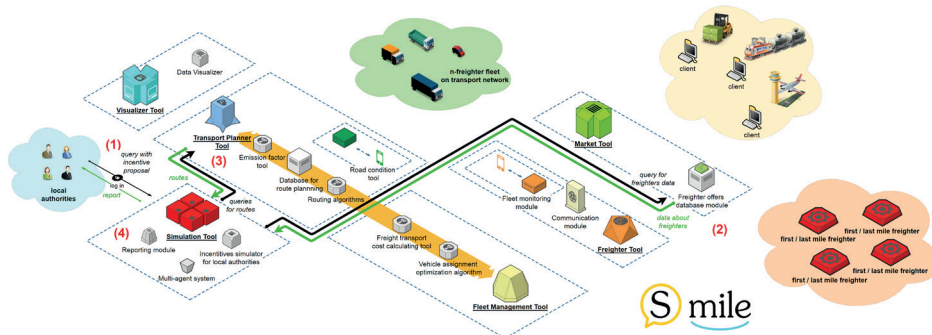 n-freighter fleet
on transport network
client
client
client
Data Visualizer
Visualizer Tool
Transport Planner
Tool
(3)
Emission factor
tool
Database for
route plannning
Routing algorithms
Road condition
tool
Market Tool
(1)
query with
incentive
proposal
log in
report
local
authorities
routes
queries
for routes
(4)
Simulation Tool
Reporting module
Incentives simulator
for local authorities
Multi-agent system
Freight transport
cost calculating tool
Vehicle assignment
optimization algorithm
Fleet Management Tool
Fleet monitoring
module
Communication
module
Freighter Tool
query for
freighters data
Freighter offers
database module
data about
freighters
(2)
first / last mile freighter
first / last mile freighter
first / last mile freighter
first / last mile freighter
S mile